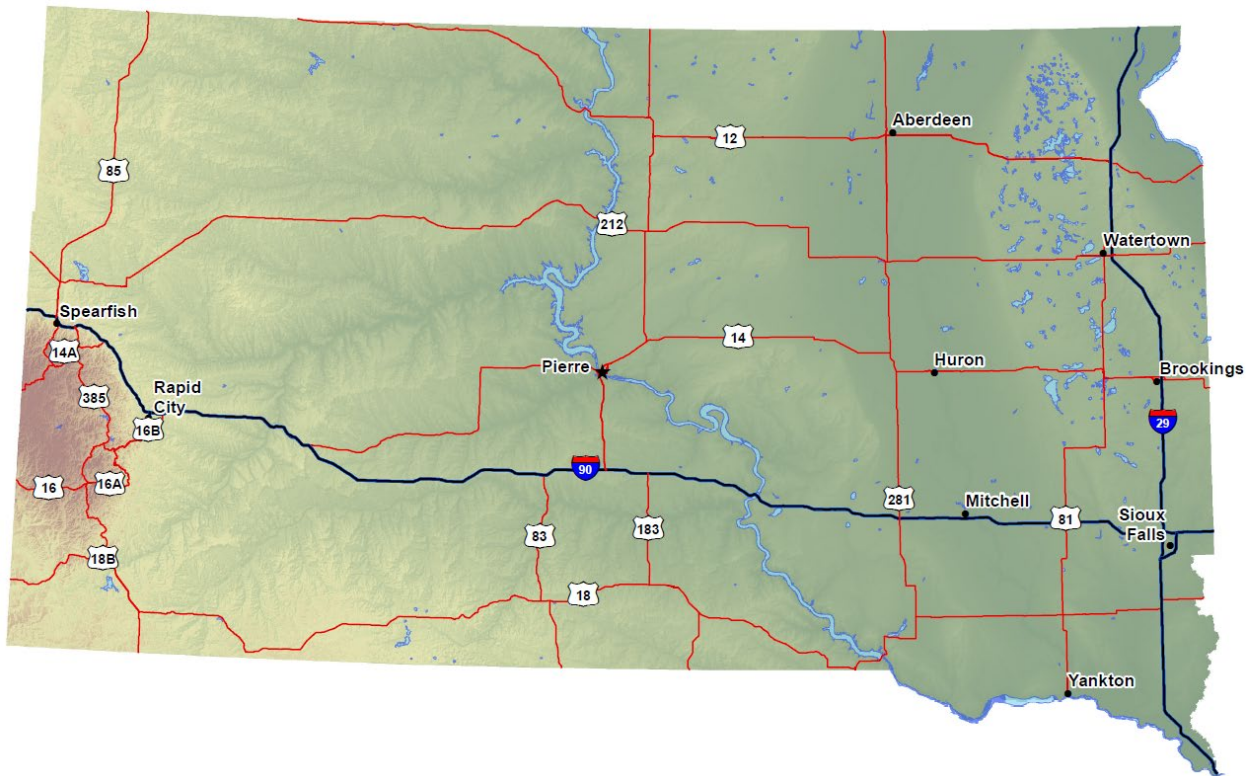 Aberdeen
12
85
212
Watertown
Spearfish
14
14A
Pierre
Huron
Brookings
Rapid
City
385
16B
29
90
16
16A
281
Mitchell
81
Sioux
Falls
83
183
18B
18
Yankton